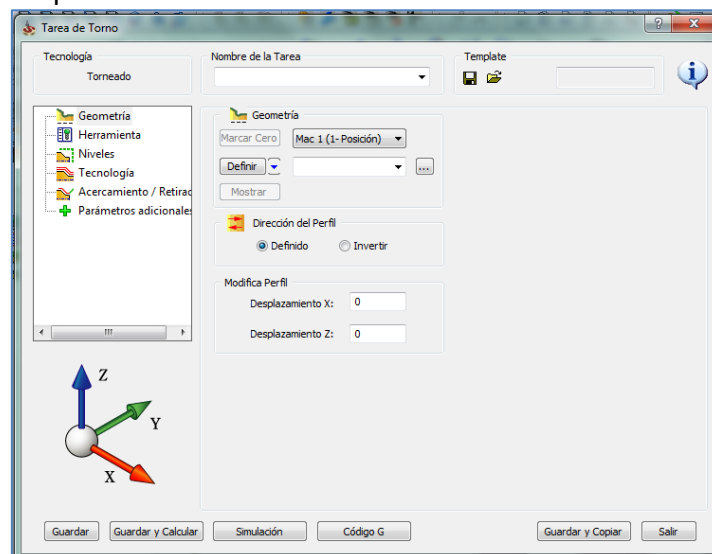 Tarea de Torno
Tecnología
Torneado
Nombre de la Tarea
Template
Geometría
Herramienta
Niveles
Tecnología
Acercamiento / Retirac
Parámetros adicionale
Geometría
Marcar Cero
Mac 1 (1- Posición)
Definir
...
Mostrar
Dirección del Perfil
Definido
Invertir
Modifica Perfil
Desplazamiento X:
0
Desplazamiento Z:
0
Z
Y
X
Guardar
Guardar y Calcular
Simulación
Código G
Guardar y Copiar
Salir